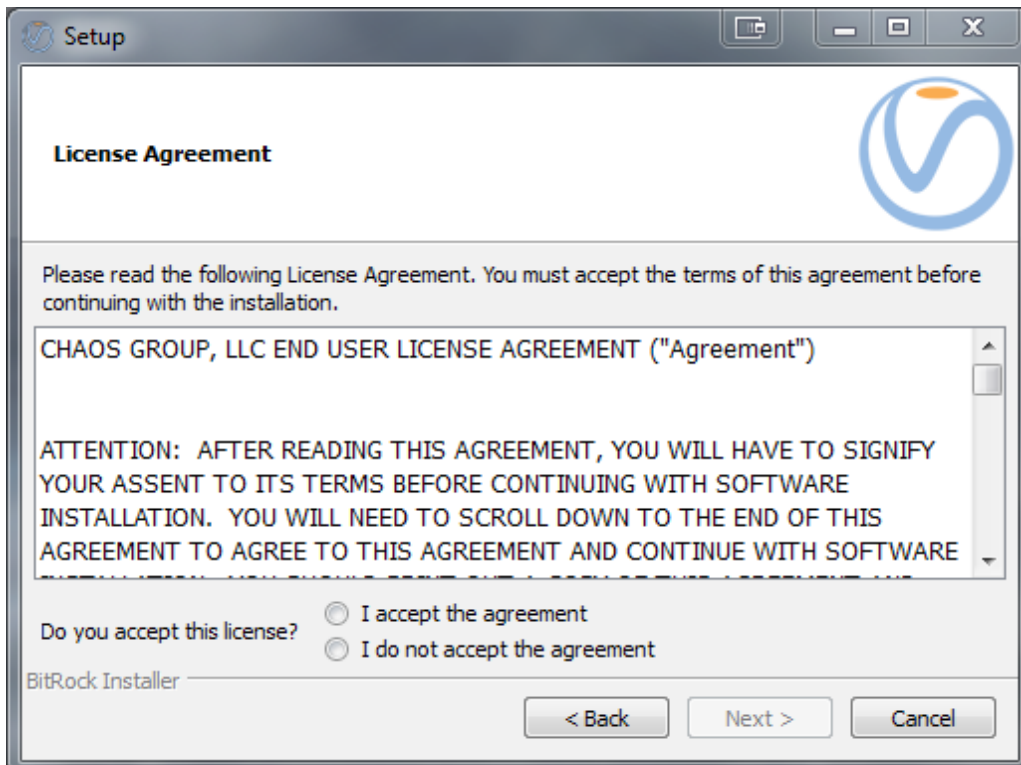 Setup
License Agreement
Please read the following License Agreement. You must accept the terms of this agreement before
continuing with the installation.
CHAOS GROUP, LLC END USER LICENSE AGREEMENT ("Agreement")
ATTENTION:  AFTER READING THIS AGREEMENT, YOU WILL HAVE TO SIGNIFY
YOUR ASSENT TO ITS TERMS BEFORE CONTINUING WITH SOFTWARE
INSTALLATION.  YOU WILL NEED TO SCROLL DOWN TO THE END OF THIS
AGREEMENT TO AGREE TO THIS AGREEMENT AND CONTINUE WITH SOFTWARE
Do you accept this license?
I accept the agreement
I do not accept the agreement
BitRock Installer
< Back
Next >
Cancel